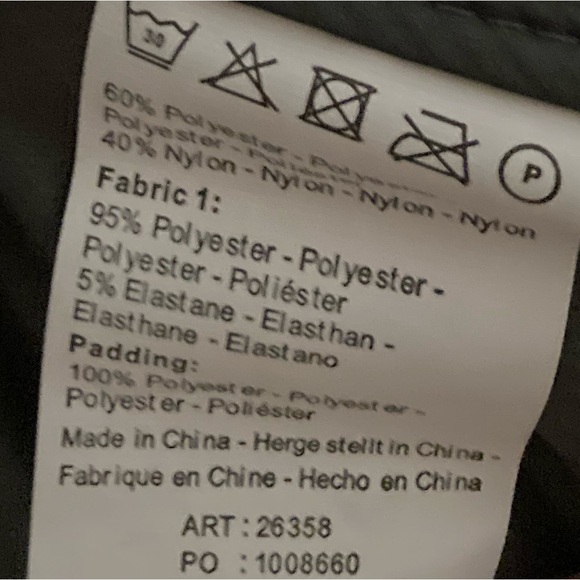 30
P
60% Polyester - Polyester -
Polyester - Poliéster
40% Nylon - Nylon - Nylon - Nylon
Fabric 1:
95% Polyester - Polyester -
Polyester - Poliéster
5% Elastane - Elasthan -
Elasthane - Elastano
Padding:
100% Polyester - Polyester -
Polyester - Poliéster
Made in China - Hergestellt in China -
Fabrique en Chine - Hecho en China
ART : 26358
PO : 1008660